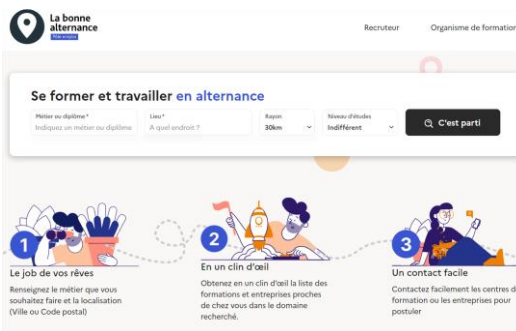 La bonne
alternance
Pôle emploi
Recruteur
Organisme de formation
Se former et travailler en alternance
Métier ou diplôme *
Lieu *
Rayon
Niveau d'études
Indiquez un métier ou diplôme
A quel endroit ?
30km
Indifférent
C'est parti
1
2
3
Le job de vos rêves
Renseignez le métier que vous
souhaitez faire et la localisation
(Ville ou Code postal)
En un clin d'œil
Obtenez en un clin d'œil la liste des
formations et entreprises proches
de chez vous dans le domaine
recherché.
Un contact facile
Contactez facilement les centres d
formation ou les entreprises pour
postuler